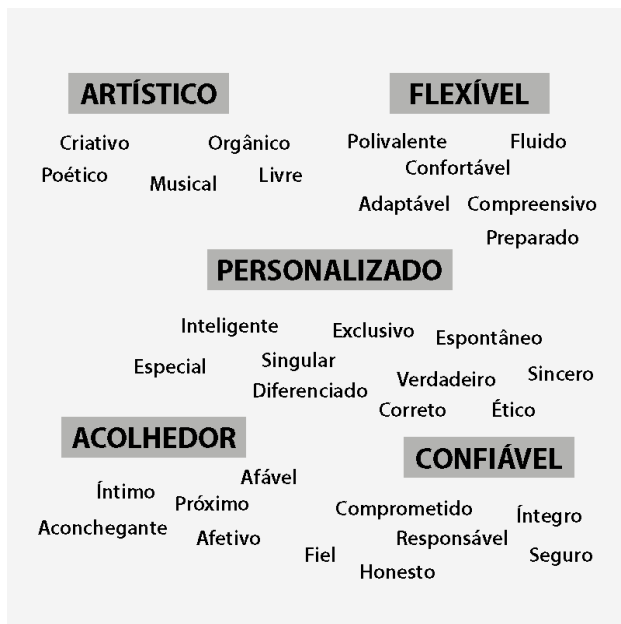 ARTÍSTICO
Criativo
Orgânico
Poético
Musical
Livre
FLEXÍVEL
Polivalente
Fluido
Confortável
Adaptável
Compreensivo
Preparado
PERSONALIZADO
Inteligente
Exclusivo
Espontâneo
Especial
Singular
Diferenciado
Verdadeiro
Sincero
Correto
Ético
ACOLHEDOR
Íntimo
Afável
Próximo
Aconchegante
Afetivo
CONFIÁVEL
Comprometido
Íntegro
Responsável
Fiel
Seguro
Honesto